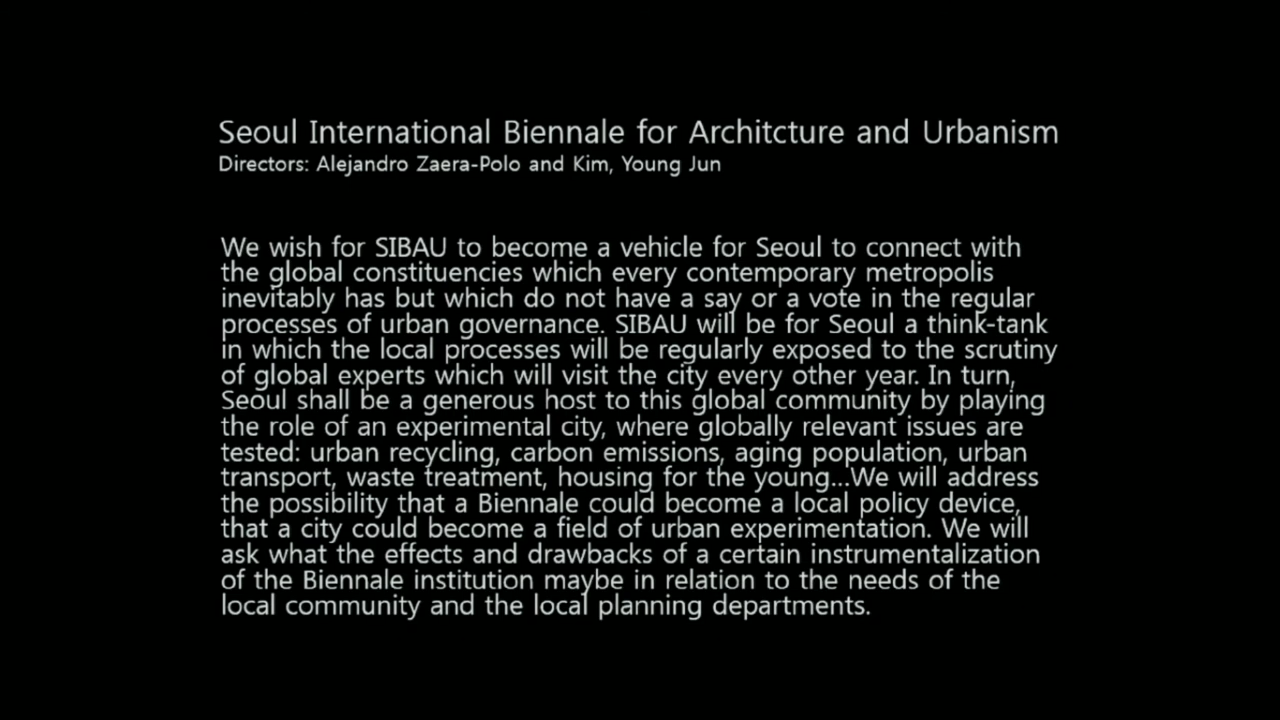 Seoul International Biennale for Architcture and Urbanism
Directors: Alejandro Zaera-Polo and Kim, Young Jun
We wish for SIBAU to become a vehicle for Seoul to connect with
the global constituencies which every contemporary metropolis
inevitably has but which do not have a say or a vote in the regular
processes of urban governance. SIBAU will be for Seoul a think-tank
in which the local processes will be regularly exposed to the scrutiny
of global experts which will visit the city every other year. In turn,
Seoul shall be a generous host to this global community by playing
the role of an experimental city, where globally relevant issues are
tested: urban recycling, carbon emissions, aging population, urban
transport, waste treatment, housing for the young...We will address
the possibility that a Biennale could become a local policy device,
that a city could become a field of urban experimentation. We will
ask what the effects and drawbacks of a certain instrumentalization
of the Biennale institution maybe in relation to the needs of the
local community and the local planning departments.